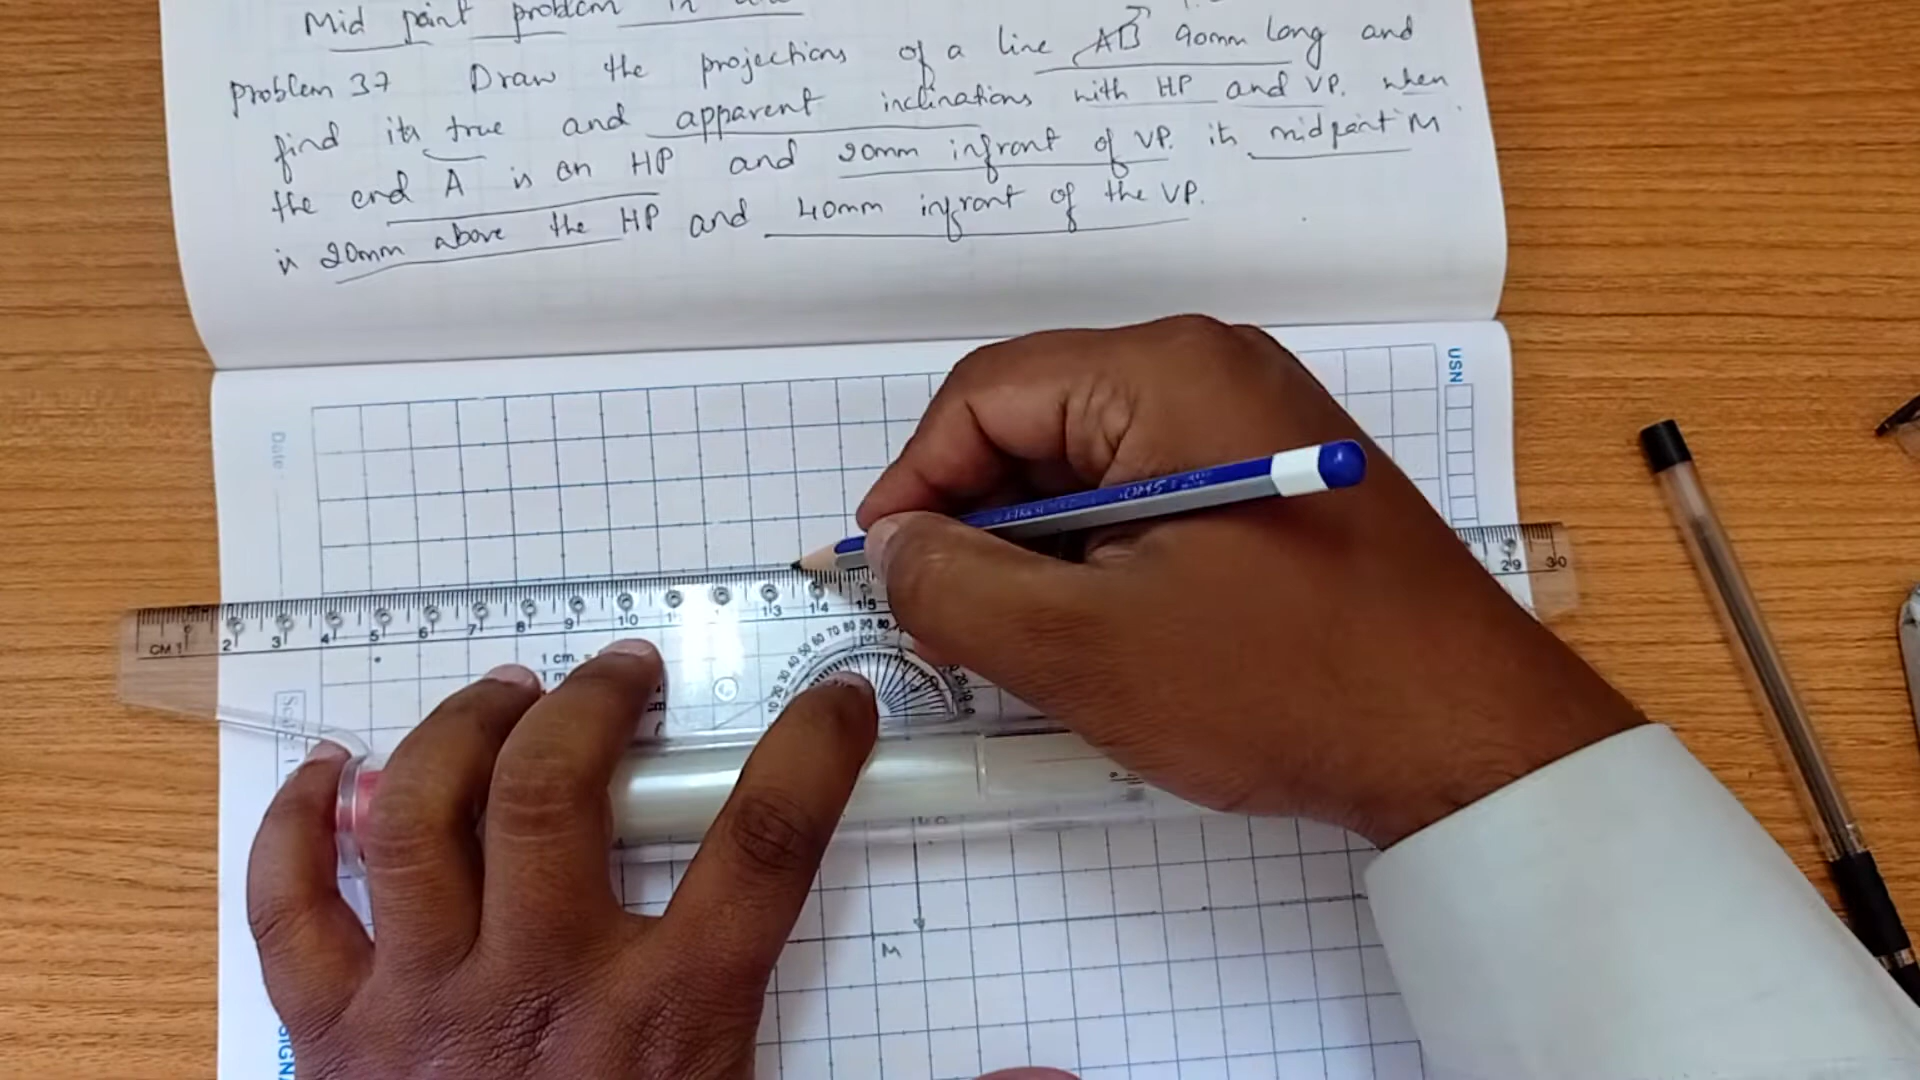 Mid point problem in
problem 37 Draw the projections of a line AB 90mm long and
find its true and apparent inclinations with HP and VP. when
the end A is on HP and 20mm infront of VP. its midpoint M
is 20mm above the HP and 40mm infront of the VP.
USN
Date
CM 1 2 3 4 5 6 7 8 9 10 13 14 15 29 30
1 cm.
M